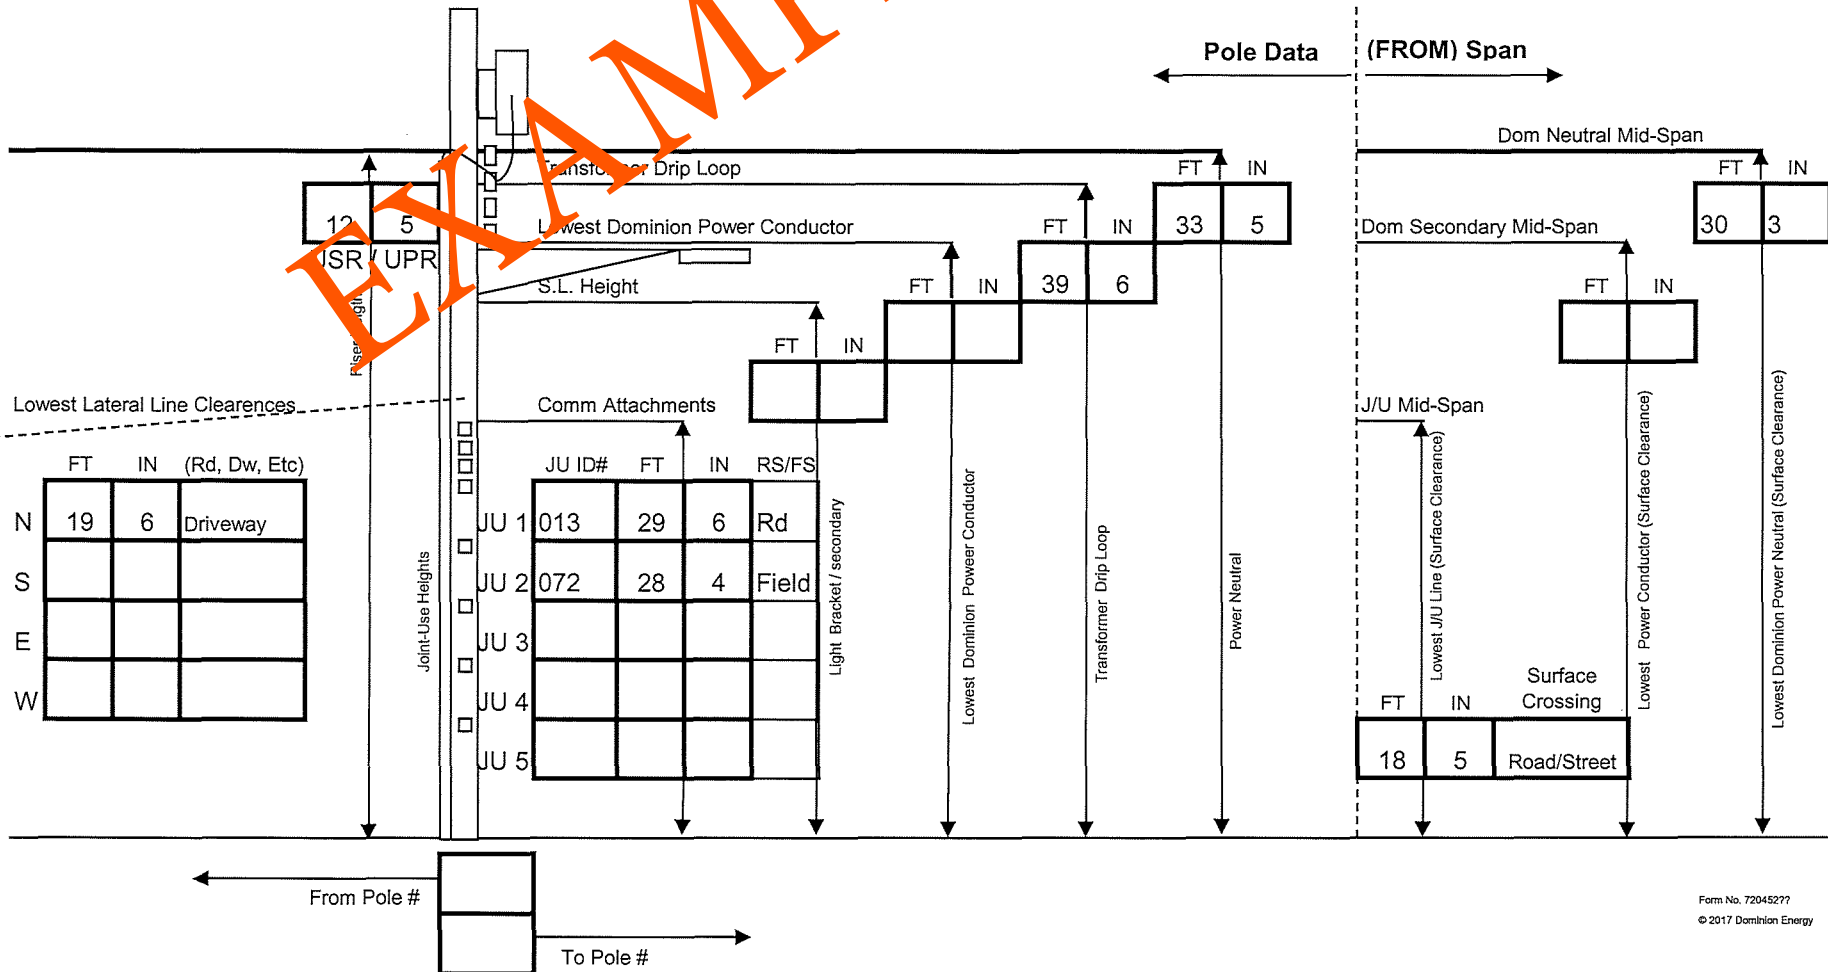 EXAM
Pole Data (FROM) Span
Dom Neutral Mid-Span
Transformer Drip Loop
FT IN
FT IN
12 5
33 5
30 3
Lowest Dominion Power Conductor
FT IN
Dom Secondary Mid-Span
/ UPR
39 6
S.L. Height
FT IN
FT IN
FT IN
Lowest Lateral Line Clearences
Comm Attachments
J/U Mid-Span
FT IN (Rd, Dw, Etc)
JU ID# FT IN RS/FS
N 19 6 Driveway
JU 1 013 29 6 Rd
S
JU 2 072 28 4 Field
E
JU 3
W
JU 4
JU 5
Joint-Use Heights
Light Bracket / secondary
Lowest Dominion Poweer Conductor
Transformer Drip Loop
Power Neutral
Lowest J/U Line (Surface Clearance)
Lowest Power Conductor (Surface Clearance)
Lowest Dominion Power Neutral (Surface Clearance)
FT IN Surface Crossing
18 5 Road/Street
From Pole #
To Pole #
Form No. 720452??
© 2017 Dominion Energy